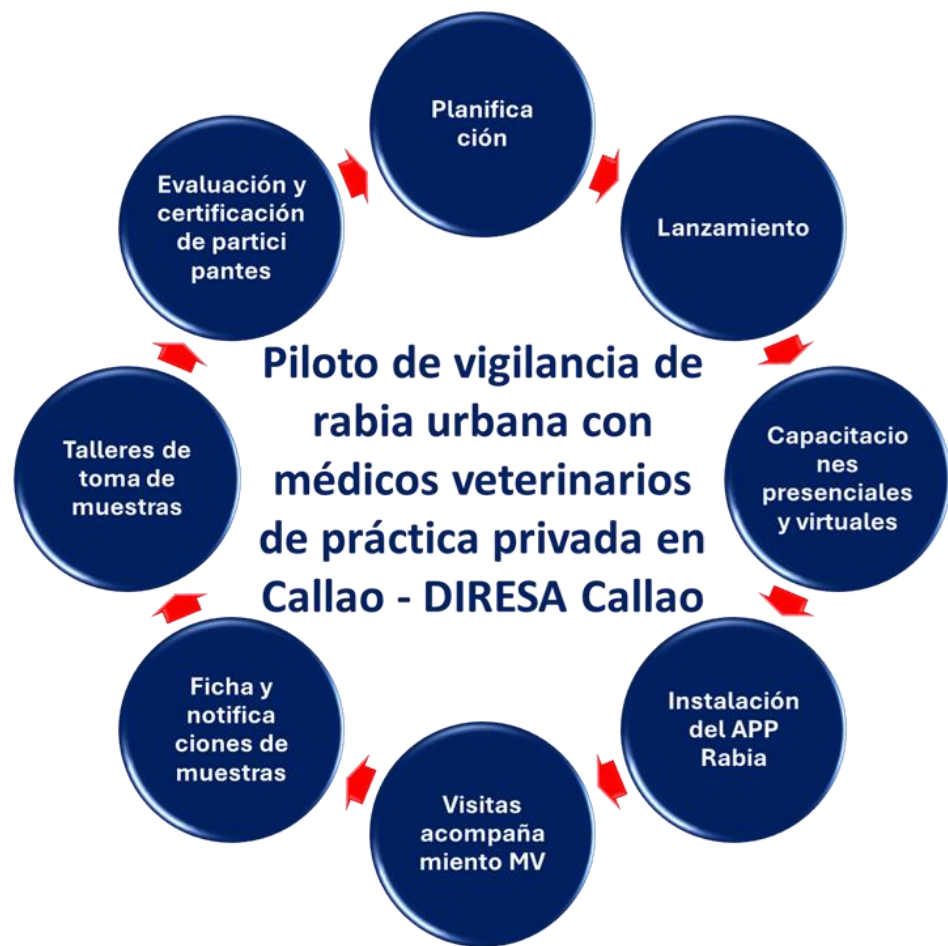 Planifica
ción
Lanzamiento
Capacitacio
nes
presenciales
y virtuales
Instalación
del APP
Rabia
Visitas
acompaña
miento MV
Ficha y
notifica
ciones de
muestras
Talleres de
toma de
muestras
Evaluación y
certificación
de partici
pantes
Piloto de vigilancia de
rabia urbana con
médicos veterinarios
de práctica privada en
Callao - DIRESA Callao